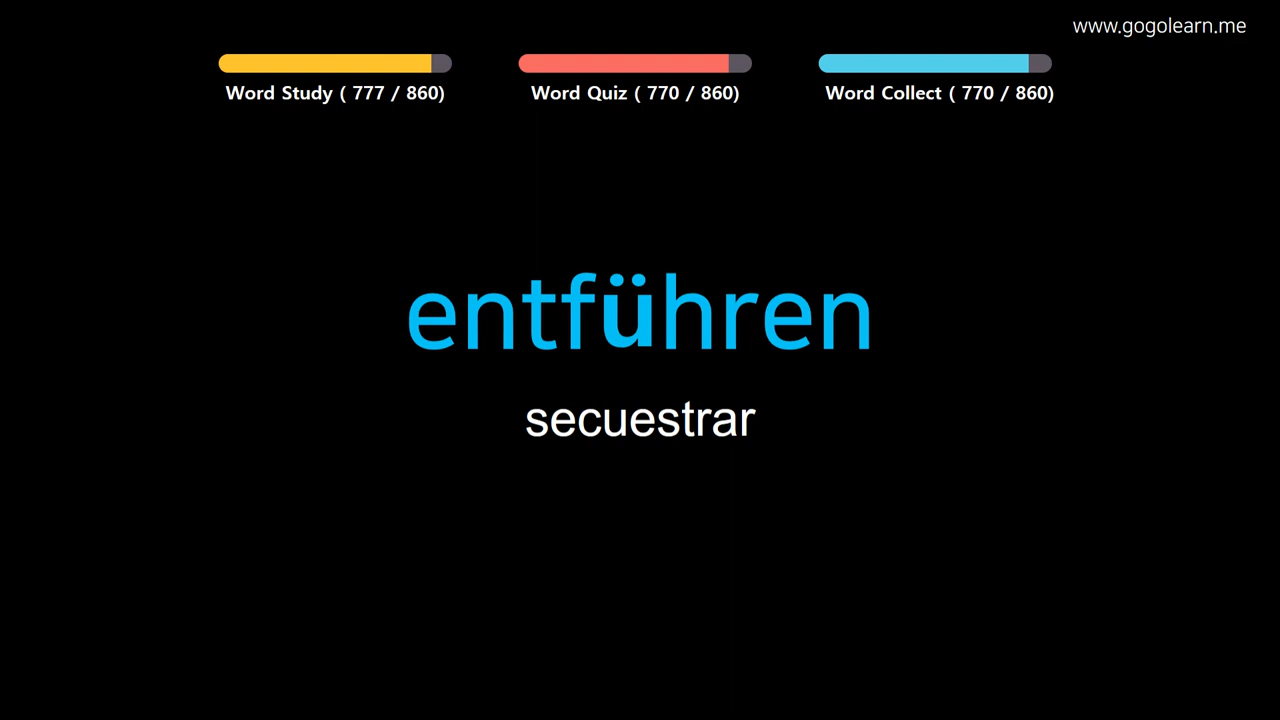 www.gogolearn.me
Word Study ( 777 / 860)
Word Quiz ( 770 / 860)
Word Collect ( 770 / 860)
entführen
secuestrar